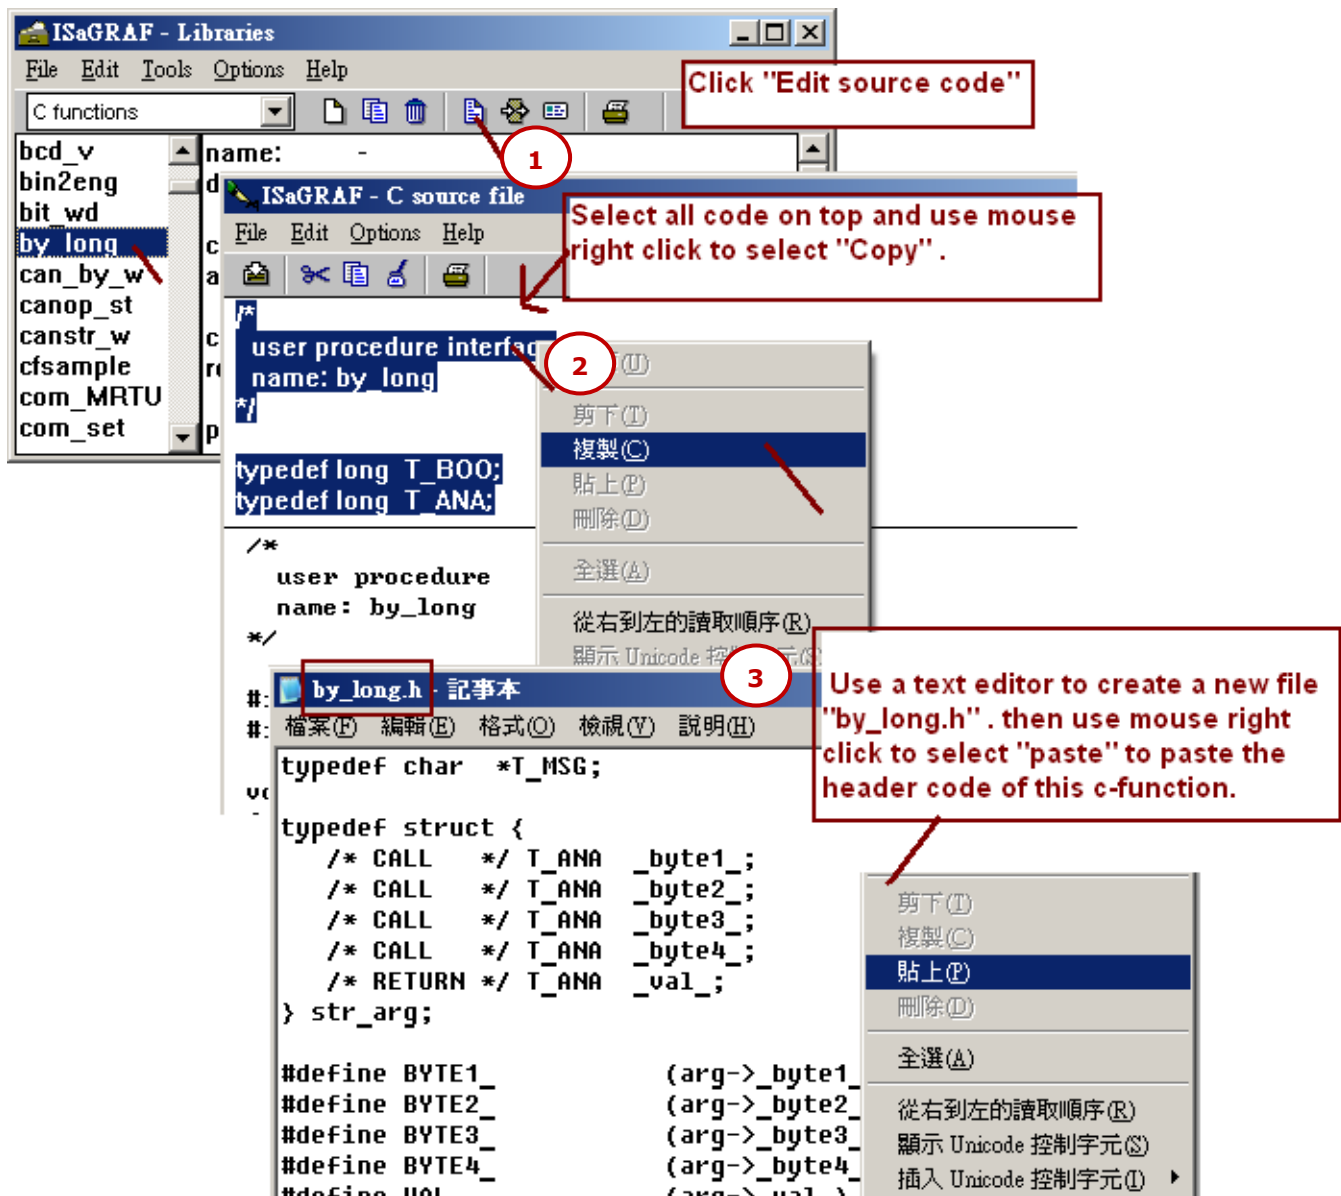 ISaGRAF - Libraries
File Edit Tools Options Help
Click "Edit source code"
C functions
bcd_v
bin2eng
bit_wd
by_long
can_by_w
canop_st
canstr_w
cfsample
com_MRTU
com_set
name: -
1
ISaGRAF - C source file
File Edit Options Help
Select all code on top and use mouse
right click to select "Copy" .
/*
user procedure interfac
name: by_long
*/
typedef long T_BOO;
typedef long T_ANA;
2
(U)
剪下(T)
複製(C)
貼上(P)
刪除(D)
全選(A)
從右到左的讀取順序(R)
顯示 Unicode 控
/*
user procedure
name: by_long
*/
#:
#:
3
Use a text editor to create a new file
"by_long.h" . then use mouse right
click to select "paste" to paste the
header code of this c-function.
by_long.h - 記事本
檔案(F) 編輯(E) 格式(O) 檢視(V) 說明(H)
typedef char *T_MSG;
typedef struct {
/* CALL */ T_ANA _byte1_;
/* CALL */ T_ANA _byte2_;
/* CALL */ T_ANA _byte3_;
/* CALL */ T_ANA _byte4_;
/* RETURN */ T_ANA _val_;
} str_arg;
#define BYTE1_ (arg->_byte1_
#define BYTE2_ (arg->_byte2_
#define BYTE3_ (arg->_byte3_
#define BYTE4_ (arg->_byte4_
剪下(T)
複製(C)
貼上(P)
刪除(D)
全選(A)
從右到左的讀取順序(R)
顯示 Unicode 控制字元(S)
插入 Unicode 控制字元(I)